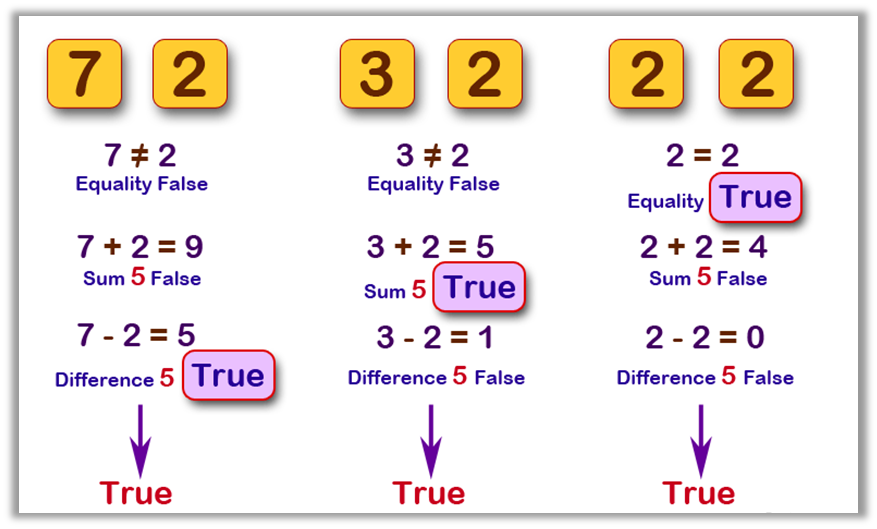 7 2
7 ≠ 2
Equality False
7 + 2 = 9
Sum 5 False
7 - 2 = 5
Difference 5 True
True
3 2
3 ≠ 2
Equality False
3 + 2 = 5
Sum 5 True
3 - 2 = 1
Difference 5 False
True
2 2
2 = 2
Equality True
2 + 2 = 4
Sum 5 False
2 - 2 = 0
Difference 5 False
True